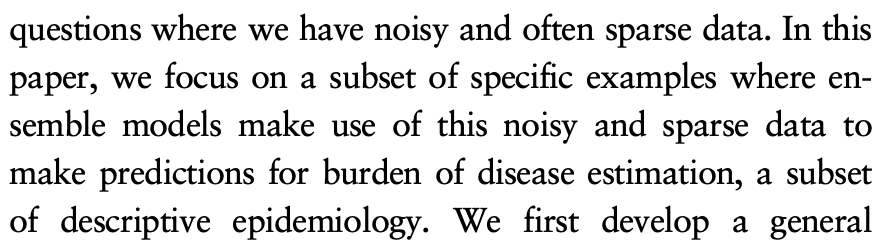 questions where we have noisy and often sparse data. In this
paper, we focus on a subset of specific examples where en-
semble models make use of this noisy and sparse data to
make predictions for burden of disease estimation, a subset
of descriptive epidemiology. We first develop a general